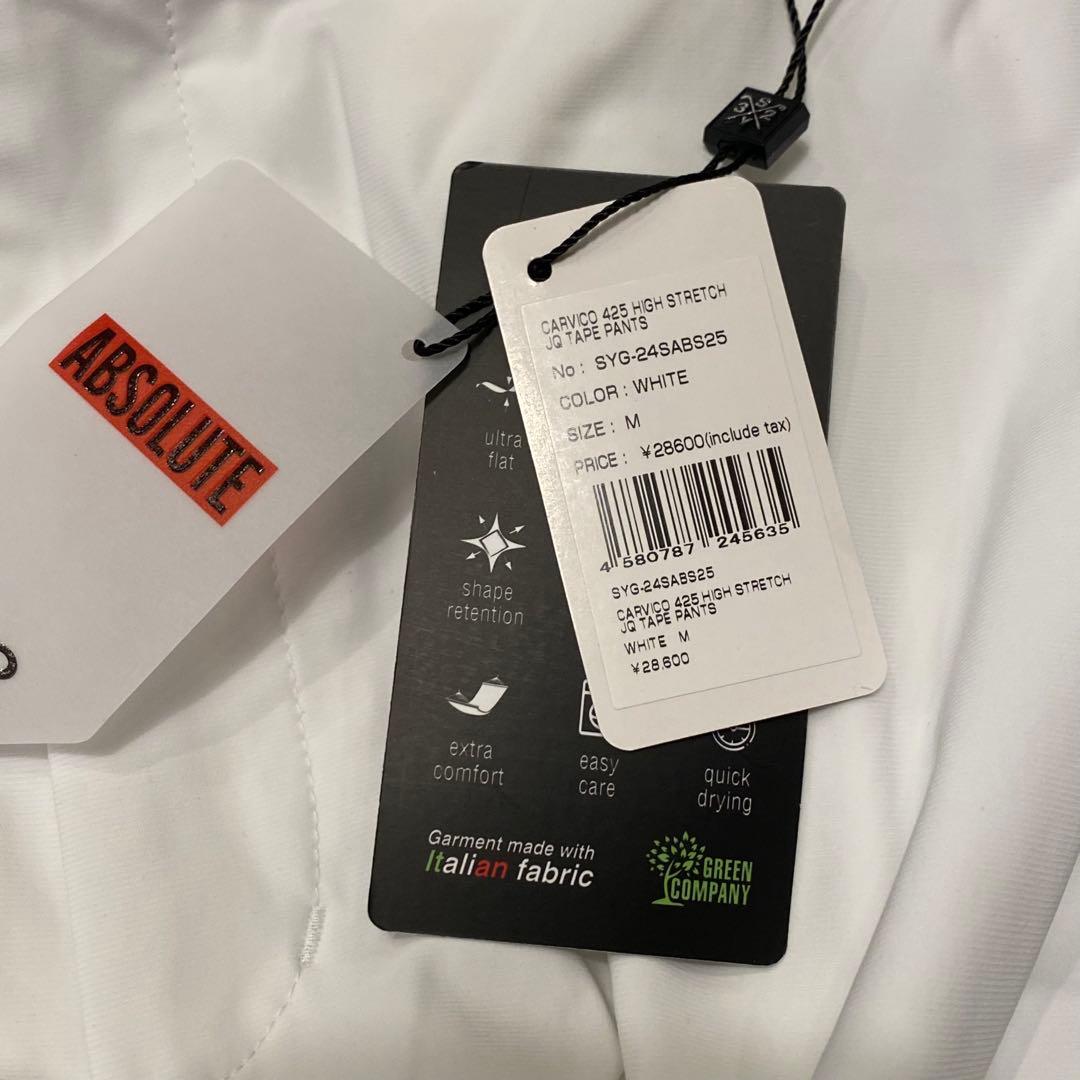 ABSOLUTE
S
3 2
Y
CARVICO 425 HIGH STRETCH
JQ TAPE PANTS
No : SYG-24SABS25
COLOR : WHITE
SIZE : M
PRICE : ¥28600(include tax)
4 580787 245635
SYG-24SABS25
CARVICO 425 HIGH STRETCH
JQ TAPE PANTS
WHITE M
¥28.600
ultra
flat
shape
retention
extra
comfort
easy
care
quick
drying
Garment made with
Italian fabric
GREEN
COMPANY